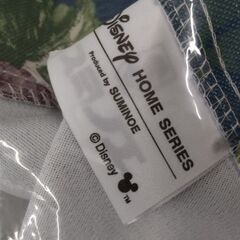 Disney
HOME SERIES
Produced by SUMINOE
© Disney
TM